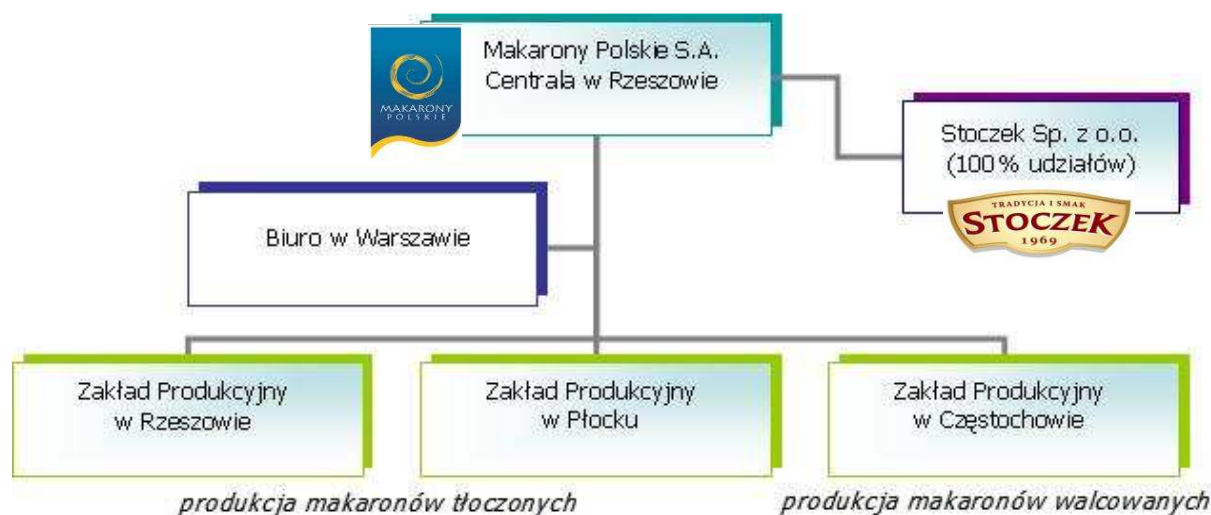 MAKARONY
POLSKIE
Makarony Polskie S.A.
Centrala w Rzeszowie
Stoczek Sp. z o.o.
(100% udziałów)
TRADYCJA I SMAK
STOCZEK
1969
Biuro w Warszawie
Zakład Produkcyjny
w Rzeszowie
Zakład Produkcyjny
w Płocku
Zakład Produkcyjny
w Częstochowie
produkcja makaronów tłoczonych
produkcja makaronów walcowanych